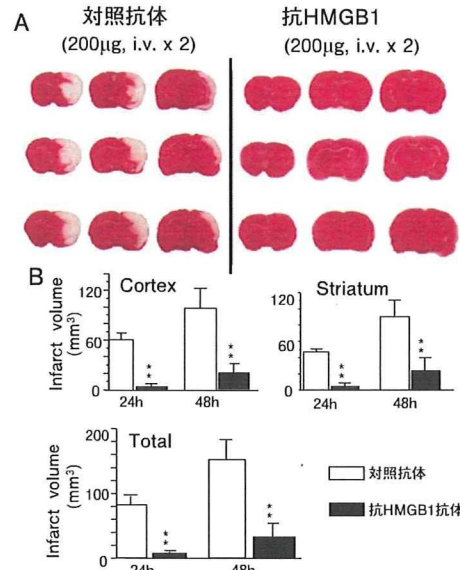 A
対照抗体
(200μg, i.v. x 2)
抗HMGB1
(200μg, i.v. x 2)
B
Cortex
Infarct volume
(mm³)
120
60
0
**
**
24h
48h
Striatum
120
60
0
**
**
24h
48h
Total
Infarct volume
(mm³)
200
100
0
**
**
24h
48h
対照抗体
抗HMGB1抗体